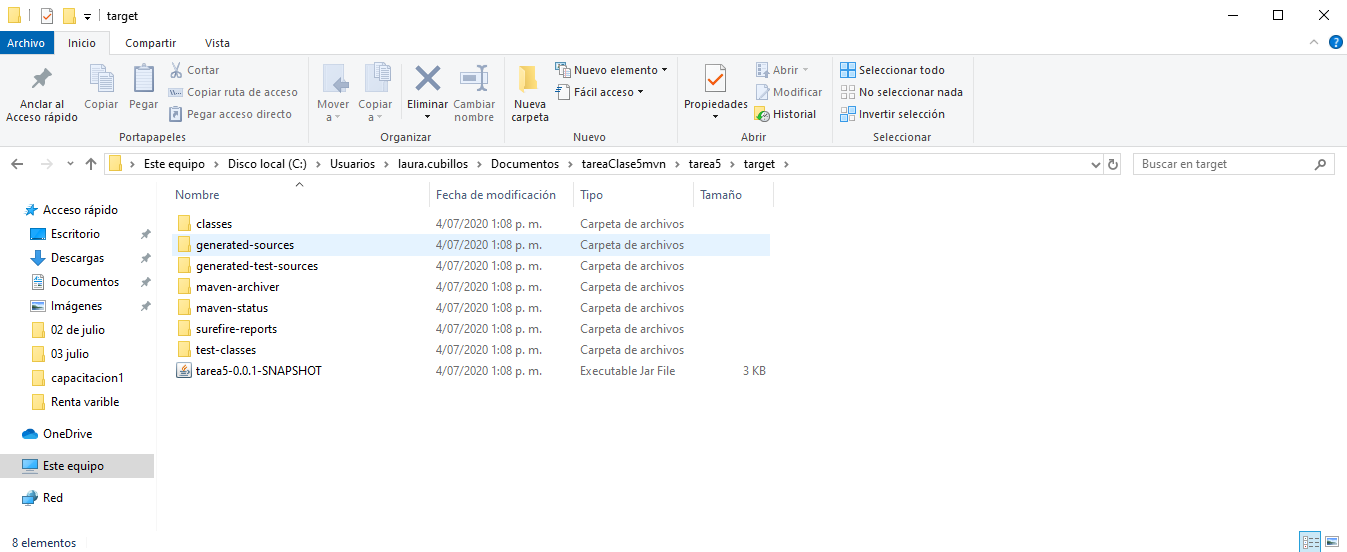 target
Archivo Inicio Compartir Vista
Anclar al Acceso rápido
Copiar
Pegar
Cortar
Copiar ruta de acceso
Pegar acceso directo
Portapapeles
Mover a
Copiar a
Eliminar
Cambiar nombre
Organizar
Nueva carpeta
Nuevo elemento
Fácil acceso
Nuevo
Propiedades
Abrir
Modificar
Historial
Abrir
Seleccionar todo
No seleccionar nada
Invertir selección
Seleccionar
Este equipo > Disco local (C:) > Usuarios > laura.cubillos > Documentos > tareaClase5mvn > tarea5 > target >
Buscar en target
Acceso rápido
Escritorio
Descargas
Documentos
Imágenes
02 de julio
03 julio
capacitacion1
Renta varible
OneDrive
Este equipo
Red
Nombre Fecha de modificación Tipo Tamaño
classes 4/07/2020 1:08 p. m. Carpeta de archivos
generated-sources 4/07/2020 1:08 p. m. Carpeta de archivos
generated-test-sources 4/07/2020 1:08 p. m. Carpeta de archivos
maven-archiver 4/07/2020 1:08 p. m. Carpeta de archivos
maven-status 4/07/2020 1:08 p. m. Carpeta de archivos
surefire-reports 4/07/2020 1:08 p. m. Carpeta de archivos
test-classes 4/07/2020 1:08 p. m. Carpeta de archivos
tarea5-0.0.1-SNAPSHOT 4/07/2020 1:08 p. m. Executable Jar File 3 KB
8 elementos